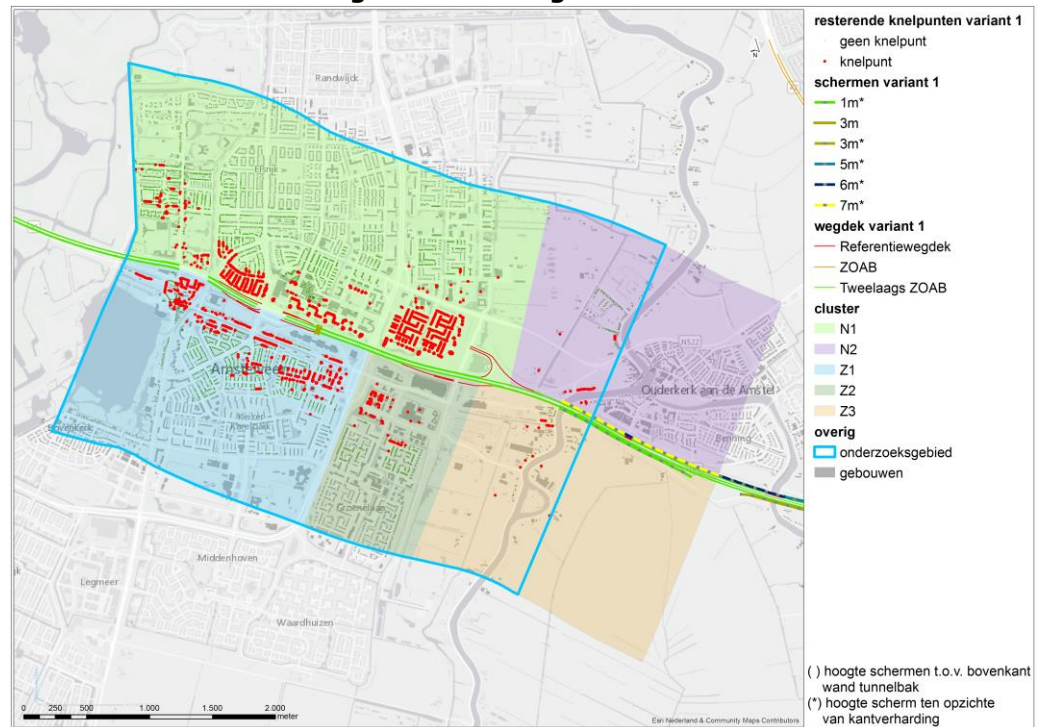 resterende knelpunten variant 1
geen knelpunt
knelpunt
schermen variant 1
1m*
3m
3m*
5m*
6m*
7m*
wegdek variant 1
Referentiewegdek
ZOAB
Tweelaags ZOAB
cluster
N1
N2
Z1
Z2
Z3
overig
onderzoeksgebied
gebouwen
( ) hoogte schermen t.o.v. bovenkant
wand tunnelbak
(*) hoogte scherm ten opzichte
van kantverharding
Randwijck
Elsrijk
N522
Amstelveen
Ouderkerk aan de Amstel
Benning
Bovenkerk
Keizer
Karelpark
Groenelaan
Middenhoven
Legmeer
Waardhuizen
0 250 500 1.000 1.500 2.000
meter
Esri Nederland & Community Maps Contributors